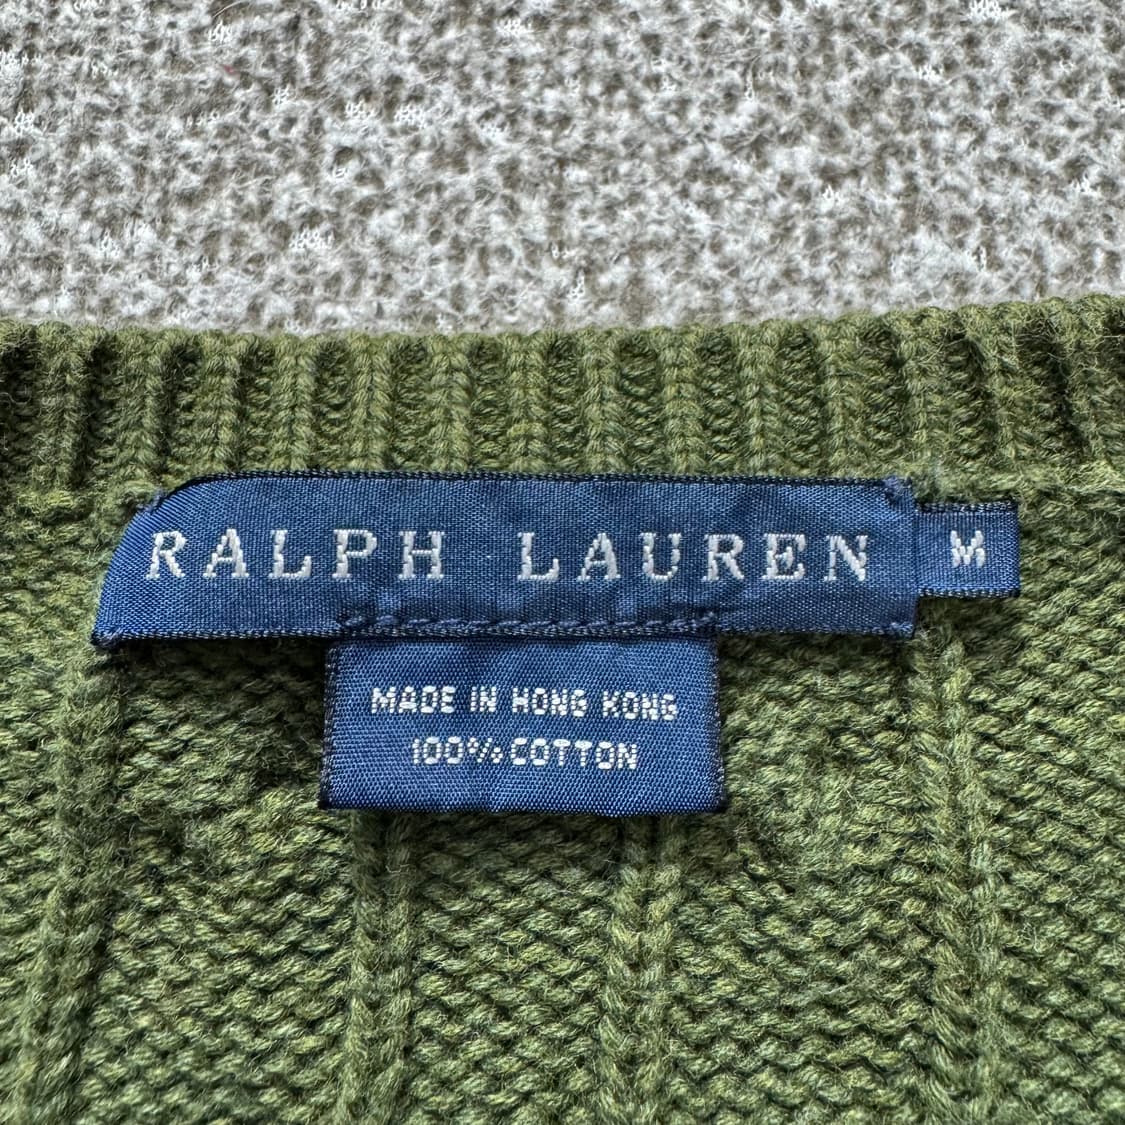 RALPH LAUREN M
MADE IN HONG KONG
100% COTTON